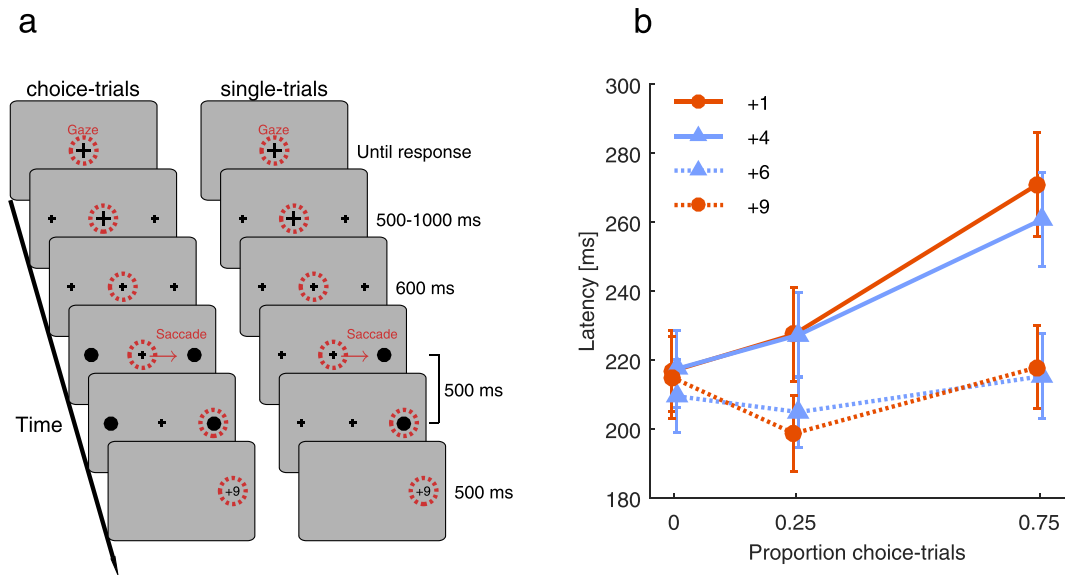 a
choice-trials
single-trials
Gaze
Gaze
Until response
500-1000 ms
600 ms
Saccade
Saccade
500 ms
Time
+9
+9
500 ms
b
300
280
260
240
220
200
180
Latency [ms]
+1
+4
+6
+9
0
0.25
0.75
Proportion choice-trials